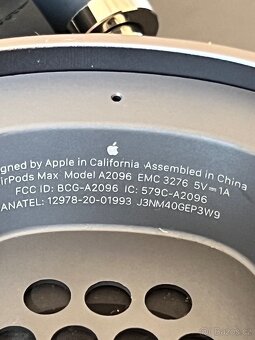 gned by Apple in California Assembled in China
irPods Max Model A2096 EMC 3276 5V⎓1A
FCC ID: BCG-A2096 IC: 579C-A2096
ANATEL: 12978-20-01993 J3NM40GEP3W9